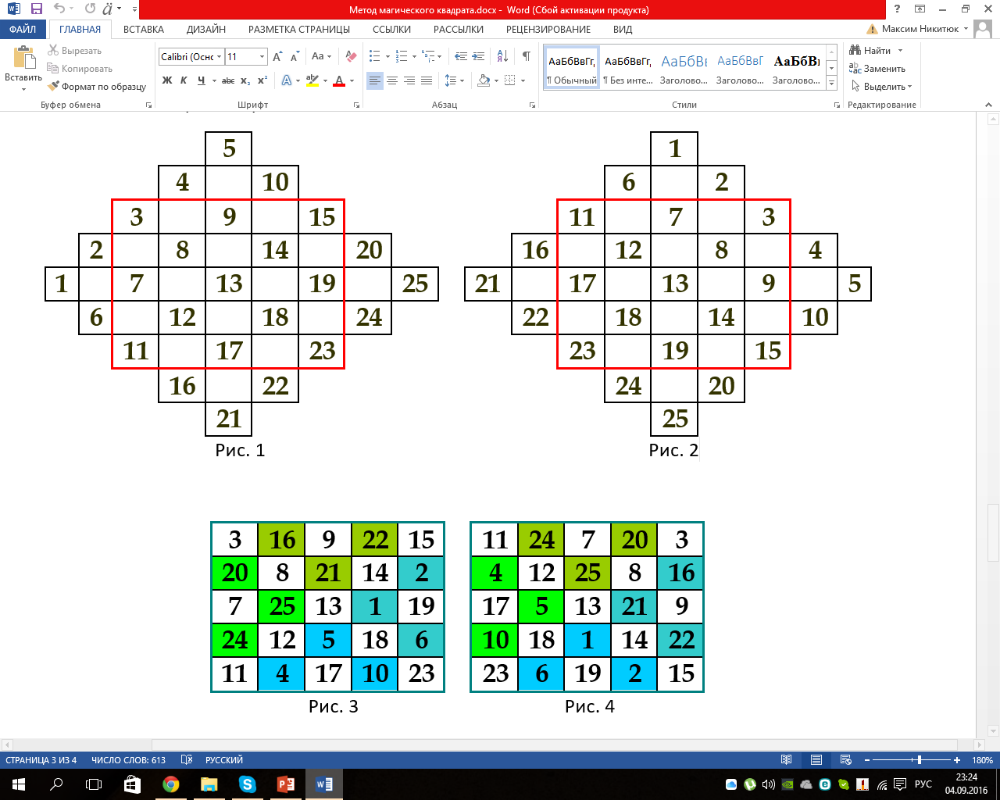 Метод магического квадрата.docx - Word (Сбой активации продукта)
ФАЙЛ ГЛАВНАЯ ВСТАВКА ДИЗАЙН РАЗМЕТКА СТРАНИЦЫ ССЫЛКИ РАССЫЛКИ РЕЦЕНЗИРОВАНИЕ ВИД Максим Никитюк
Вставить
Вырезать
Копировать
Формат по образцу
Буфер обмена
Calibri (Оснс 11
Ж К Ч abc x₂ x²
Шрифт
Абзац
АаБбВвГг, АаБбВвГг, АаБбВı АаБбВвГ АаБбВı
¶ Обычный ¶ Без инте... Заголово... Заголово... Заголово...
Стили
Найти
Заменить
Выделить
Редактирование
5 1
4 10 6 2
3 9 15 11 7 3
2 8 14 20 16 12 8 4
1 7 13 19 25 21 17 13 9 5
6 12 18 24 22 18 14 10
11 17 23 23 19 15
16 22 24 20
21 25
Рис. 1 Рис. 2
3 16 9 22 15 11 24 7 20 3
20 8 21 14 2 4 12 25 8 16
7 25 13 1 19 17 5 13 21 9
24 12 5 18 6 10 18 1 14 22
11 4 17 10 23 23 6 19 2 15
Рис. 3 Рис. 4
СТРАНИЦА 3 ИЗ 4 ЧИСЛО СЛОВ: 613 РУССКИЙ 180%
РУС 23:24
04.09.2016